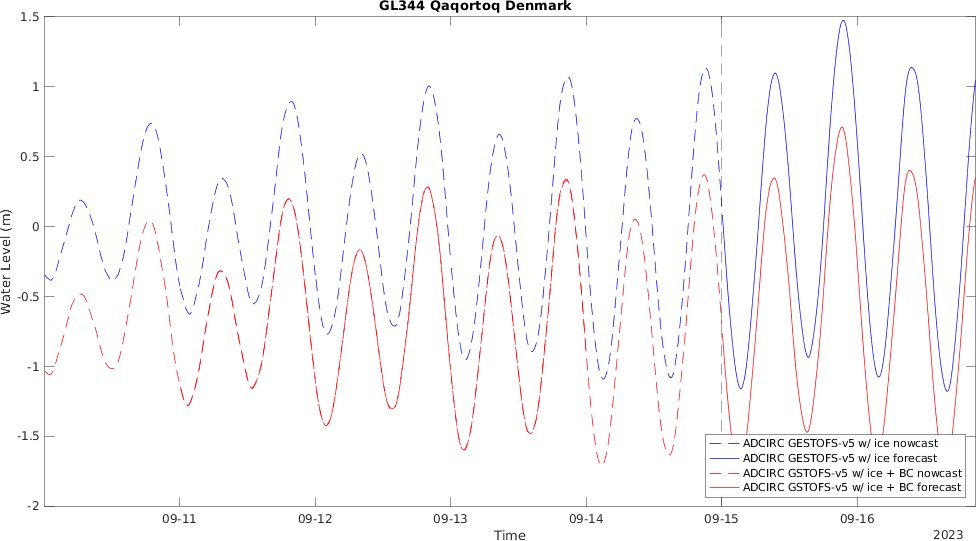 GL344 Qaqortoq Denmark
1.5
1
0.5
0
-0.5
-1
-1.5
-2
Water Level (m)
09-11 09-12 09-13 09-14 09-15 09-16
Time
2023
ADCIRC GESTOFS-v5 w/ ice nowcast
ADCIRC GESTOFS-v5 w/ ice forecast
ADCIRC GSTOFS-v5 w/ ice + BC nowcast
ADCIRC GSTOFS-v5 w/ ice + BC forecast